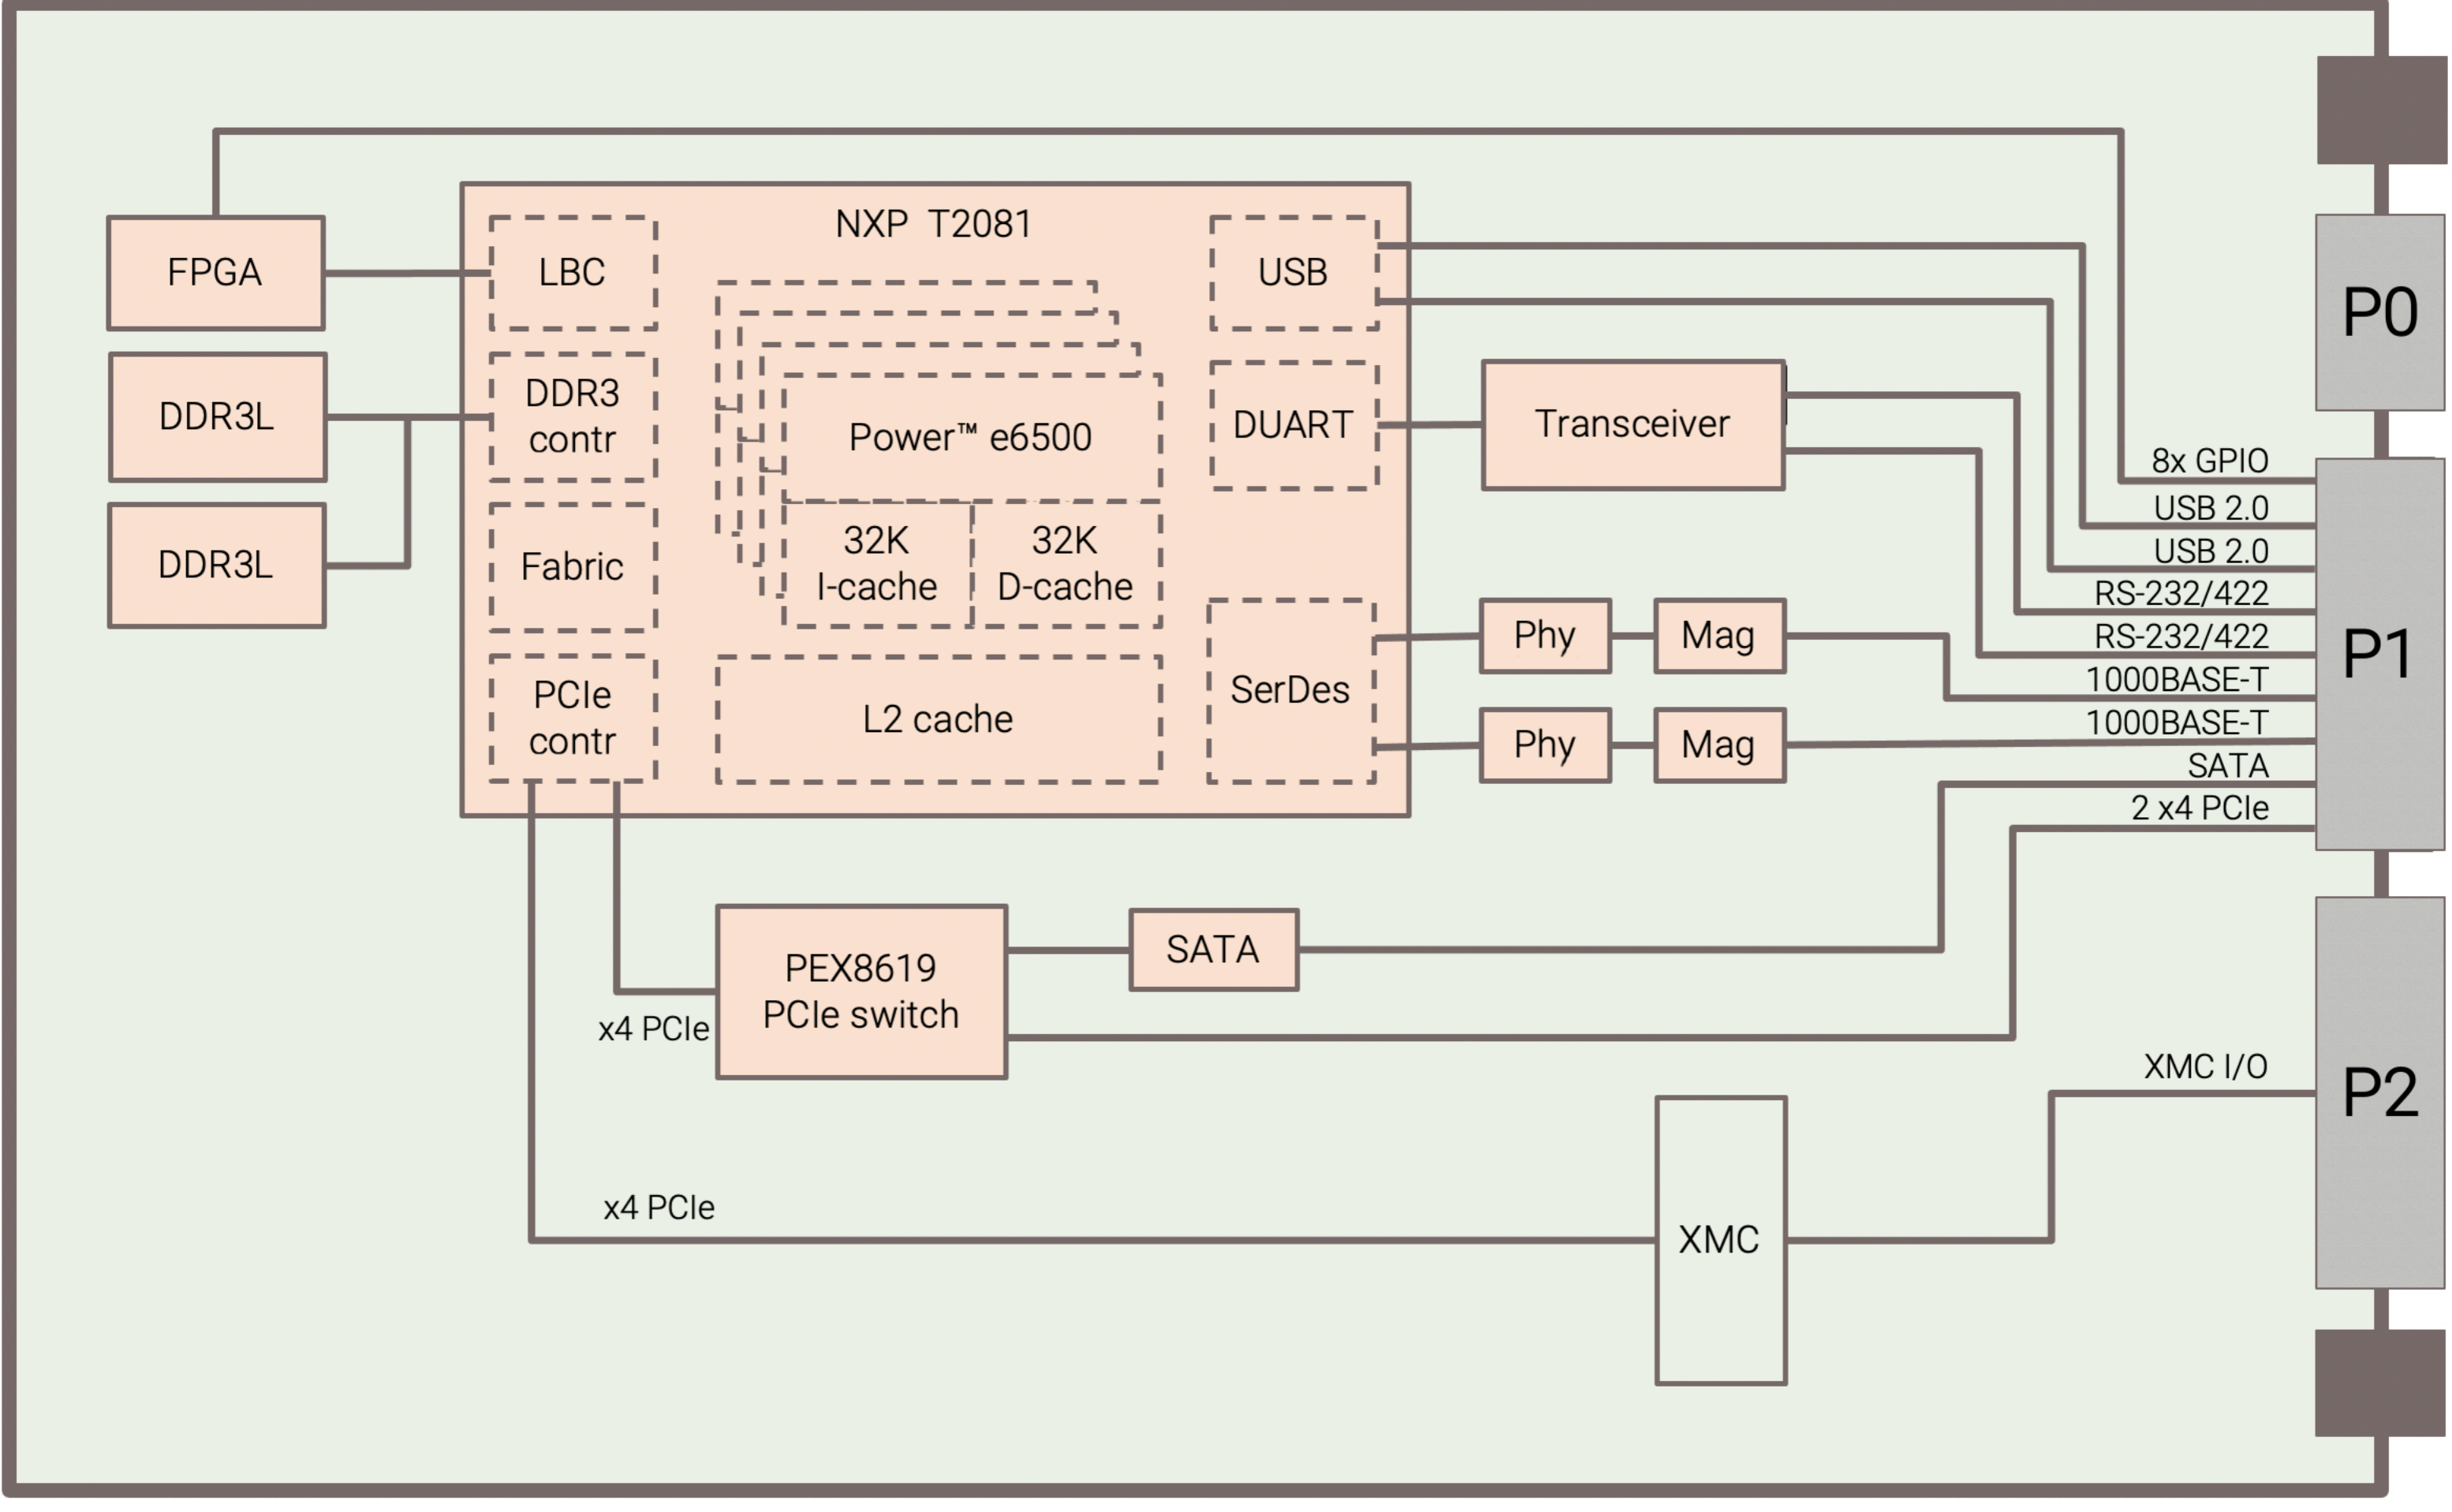 NXP T2081
FPGA
LBC
USB
P0
DDR3L
DDR3
contr
Power™ e6500
DUART
Transceiver
8x GPIO
USB 2.0
USB 2.0
RS-232/422
RS-232/422
1000BASE-T
1000BASE-T
SATA
2 x4 PCIe
P1
DDR3L
Fabric
32K
I-cache
32K
D-cache
PCIe
contr
L2 cache
SerDes
Phy
Mag
Phy
Mag
PEX8619
PCIe switch
SATA
x4 PCIe
XMC I/O
P2
x4 PCIe
XMC